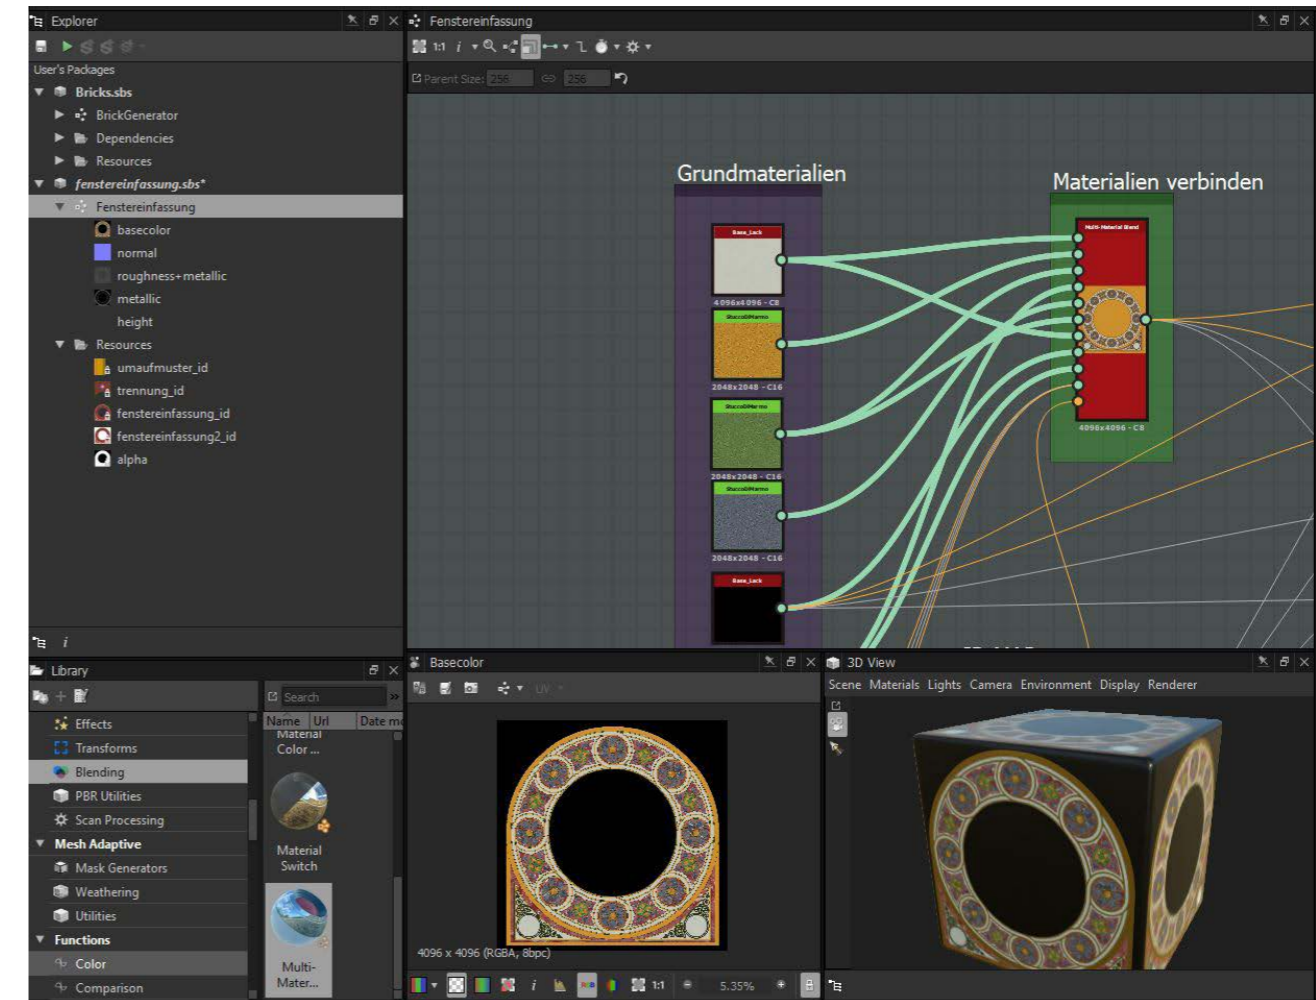 Explorer
User's Packages
Bricks.sbs
BrickGenerator
Dependencies
Resources
fenstereinfassung.sbs*
Fenstereinfassung
basecolor
normal
roughness+metallic
metallic
height
Resources
umaufmuster_id
trennung_id
fenstereinfassung_id
fenstereinfassung2_id
alpha
Fenstereinfassung
1:1
Parent Size: 256 256
Grundmaterialien
Base_Lack
4096x4096 - C8
StuccoDiMarmo
2048x2048 - C16
StuccoDiMarmo
2048x2048 - C16
StuccoDiMarmo
2048x2048 - C16
Base_Lack
Materialien verbinden
Multi-Material Blend
4096x4096 - C8
Library
Search
Effects
Transforms
Blending
PBR Utilities
Scan Processing
Mesh Adaptive
Mask Generators
Weathering
Utilities
Functions
Color
Comparison
Name Url Date mo
Material
Color ...
Material
Switch
Multi-
Mater...
Basecolor
UV
4096 x 4096 (RGBA, 8bpc)
1:1
5.35%
3D View
Scene Materials Lights Camera Environment Display Renderer